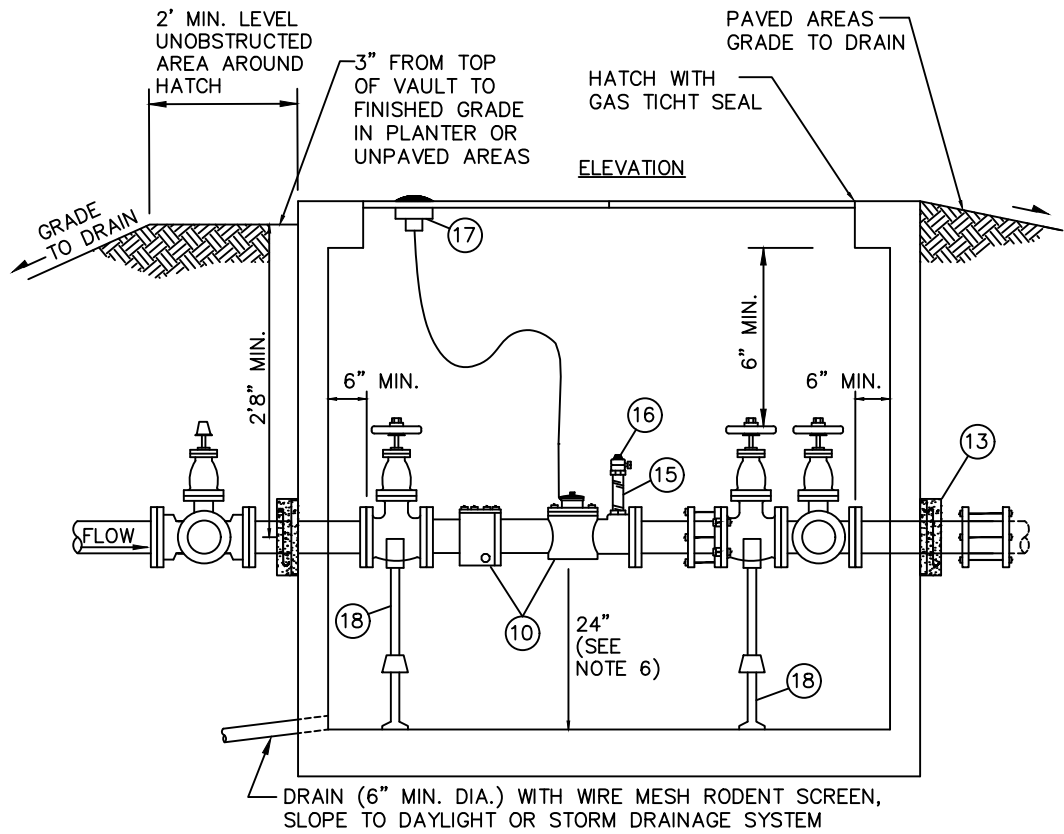 2' MIN. LEVEL
UNOBSTRUCTED
AREA AROUND
HATCH
3" FROM TOP
OF VAULT TO
FINISHED GRADE
IN PLANTER OR
UNPAVED AREAS
PAVED AREAS
GRADE TO DRAIN
HATCH WITH
GAS TICHT SEAL
ELEVATION
GRADE
TO DRAIN
17
2'8" MIN.
6" MIN.
6" MIN.
6" MIN.
16
15
13
FLOW
18
10
24"
(SEE
NOTE 6)
18
DRAIN (6" MIN. DIA.) WITH WIRE MESH RODENT SCREEN,
SLOPE TO DAYLIGHT OR STORM DRAINAGE SYSTEM